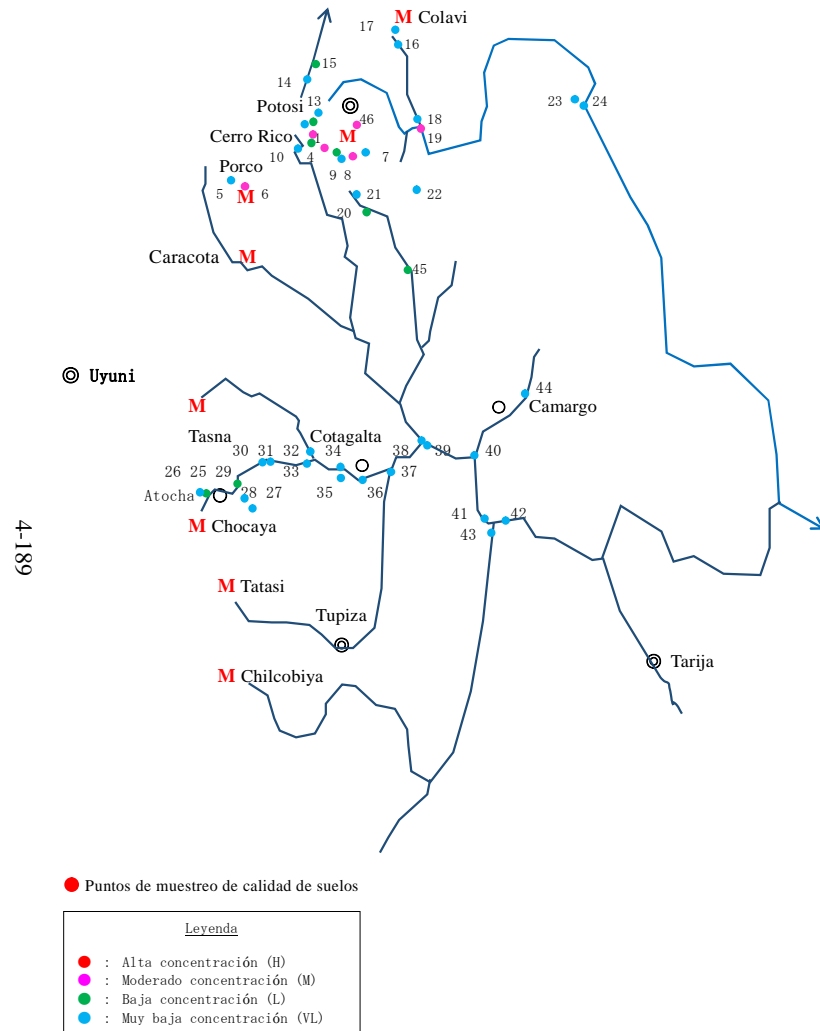 17 M Colavi
16
15
14
13
Potosi
46
18
23 24
Cerro Rico 1 M
19
10 4 7
Porco 9 8
5 M 6
21 22
20
Caracota M
45
Uyuni
44
M
Camargo
Tasna Cotagalta
30 31 32 34 38 39 40
26 25 29 33 37
Atocha 28 27 35 36
M Chocaya
41 42
43
4-189
M Tatasi
Tupiza
Tarija
M Chilcobiya
Puntos de muestreo de calidad de suelos
Leyenda
: Alta concentración (H)
: Moderado concentración (M)
: Baja concentración (L)
: Muy baja concentración (VL)